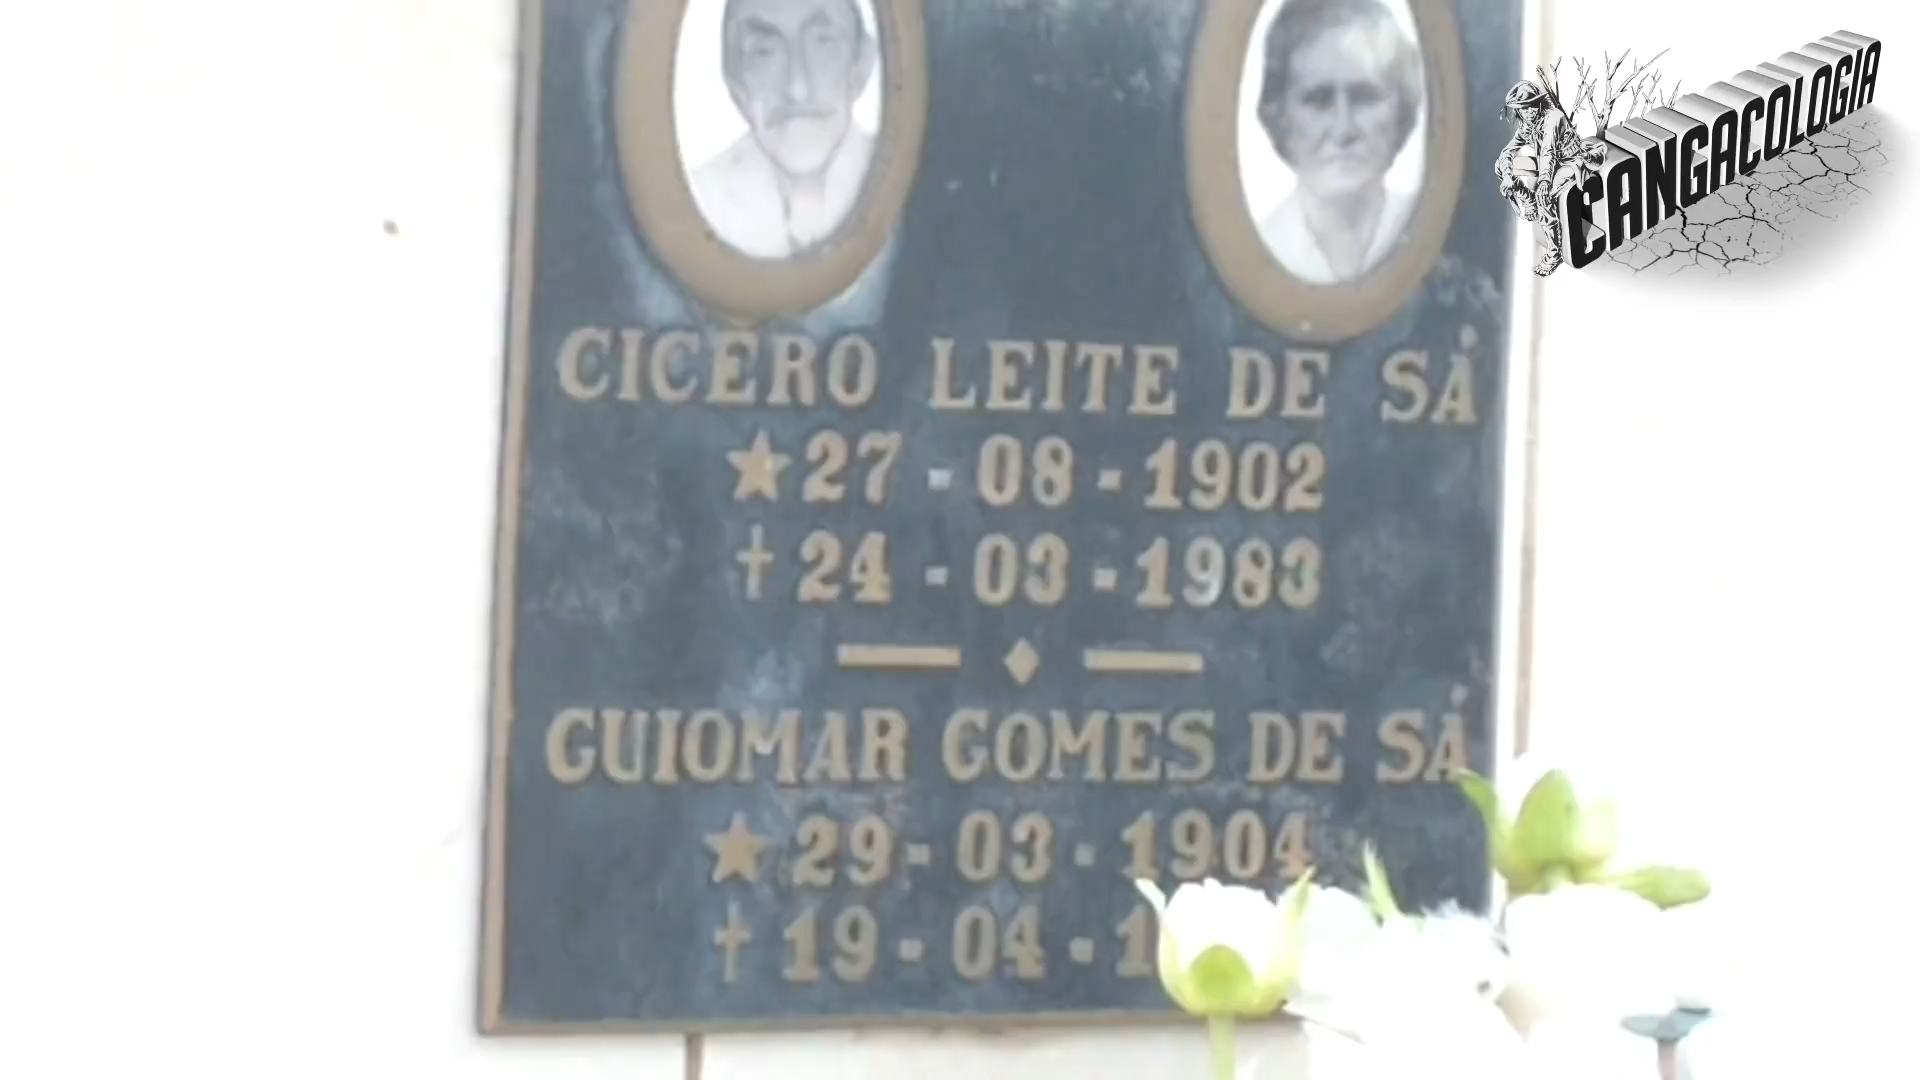 CANGACOLOGIA
CICERO LEITE DE SÁ
★ 27 - 08 - 1902
† 24 - 03 - 1983
GUIOMAR GOMES DE SÁ
★ 29 - 03 - 1904
† 19 - 04 -